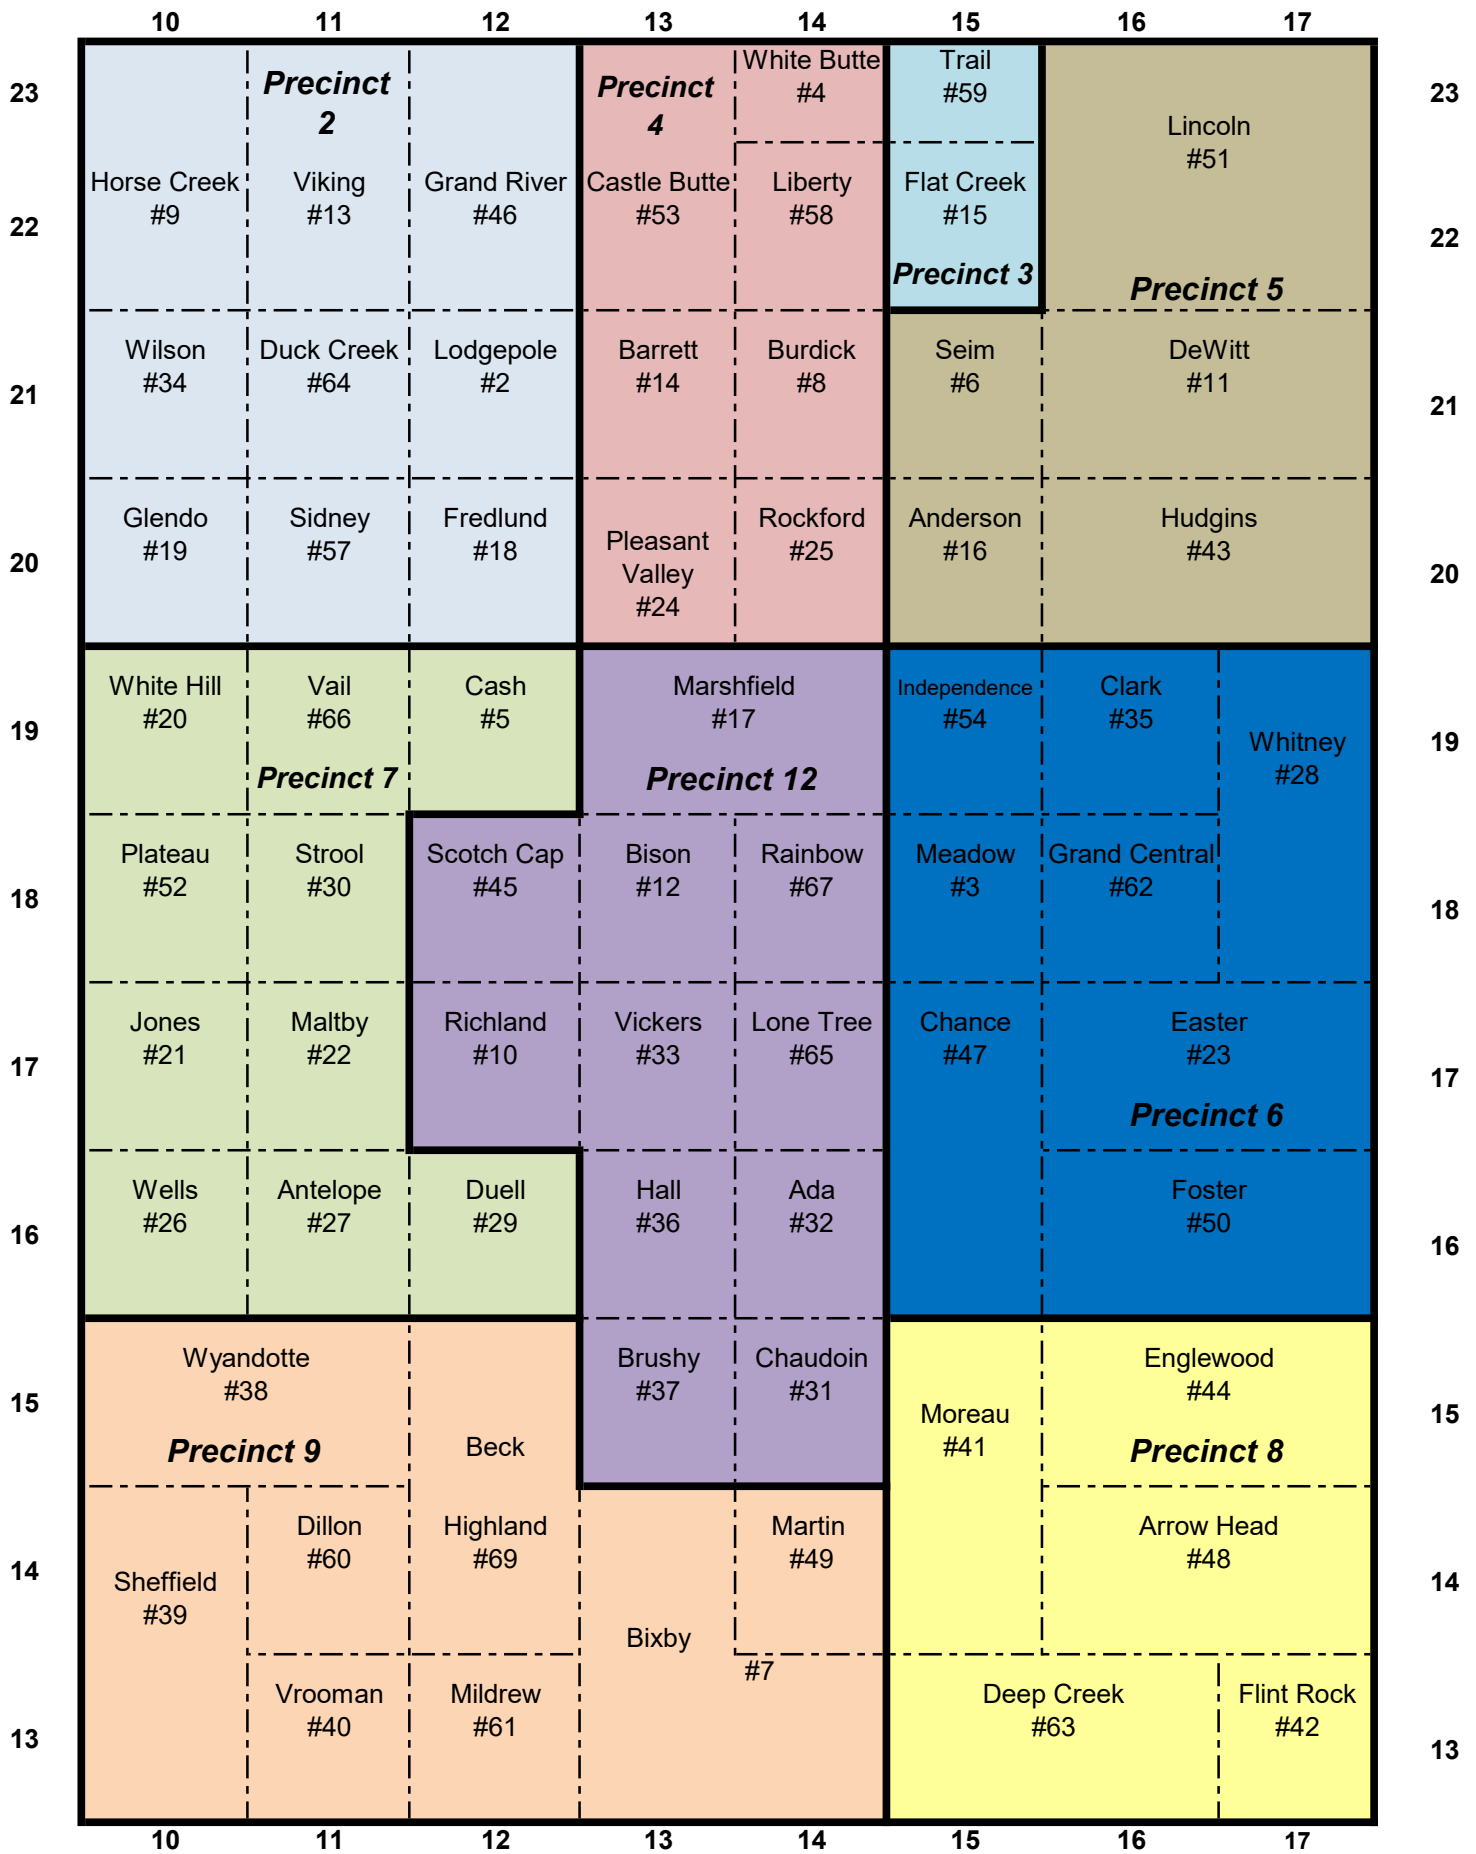 10 11 12 13 14 15 16 17
White Butte Trail
23 Precinct Precinct #4 #59 23
2 4
Lincoln
#51
Horse Creek Viking Grand River Castle Butte Liberty Flat Creek
#9 #13 #46 #53 #58 #15
22 22
Precinct 3 Precinct 5
Wilson Duck Creek Lodgepole Barrett Burdick Seim DeWitt
#34 #64 #2 #14 #8 #6 #11
21 21
Glendo Sidney Fredlund Rockford Anderson Hudgins
#19 #57 #18 Pleasant #25 #16 #43
20 Valley 20
#24
White Hill Vail Cash Marshfield Independence Clark
#20 #66 #5 #17 #54 #35
19 Whitney 19
Precinct 7 Precinct 12 #28
Plateau Strool Scotch Cap Bison Rainbow Meadow Grand Central
#52 #30 #45 #12 #67 #3 #62
18 18
Jones Maltby Richland Vickers Lone Tree Chance Easter
#21 #22 #10 #33 #65 #47 #23
17 17
Precinct 6
Wells Antelope Duell Hall Ada Foster
#26 #27 #29 #36 #32 #50
16 16
Wyandotte Brushy Chaudoin Englewood
#38 #37 #31 #44
15 Moreau 15
Precinct 9 Beck #41 Precinct 8
Dillon Highland Martin Arrow Head
#60 #69 #49 #48
14 Sheffield 14
#39
Bixby
#7
Vrooman Mildrew Deep Creek Flint Rock
#40 #61 #63 #42
13 13
10 11 12 13 14 15 16 17